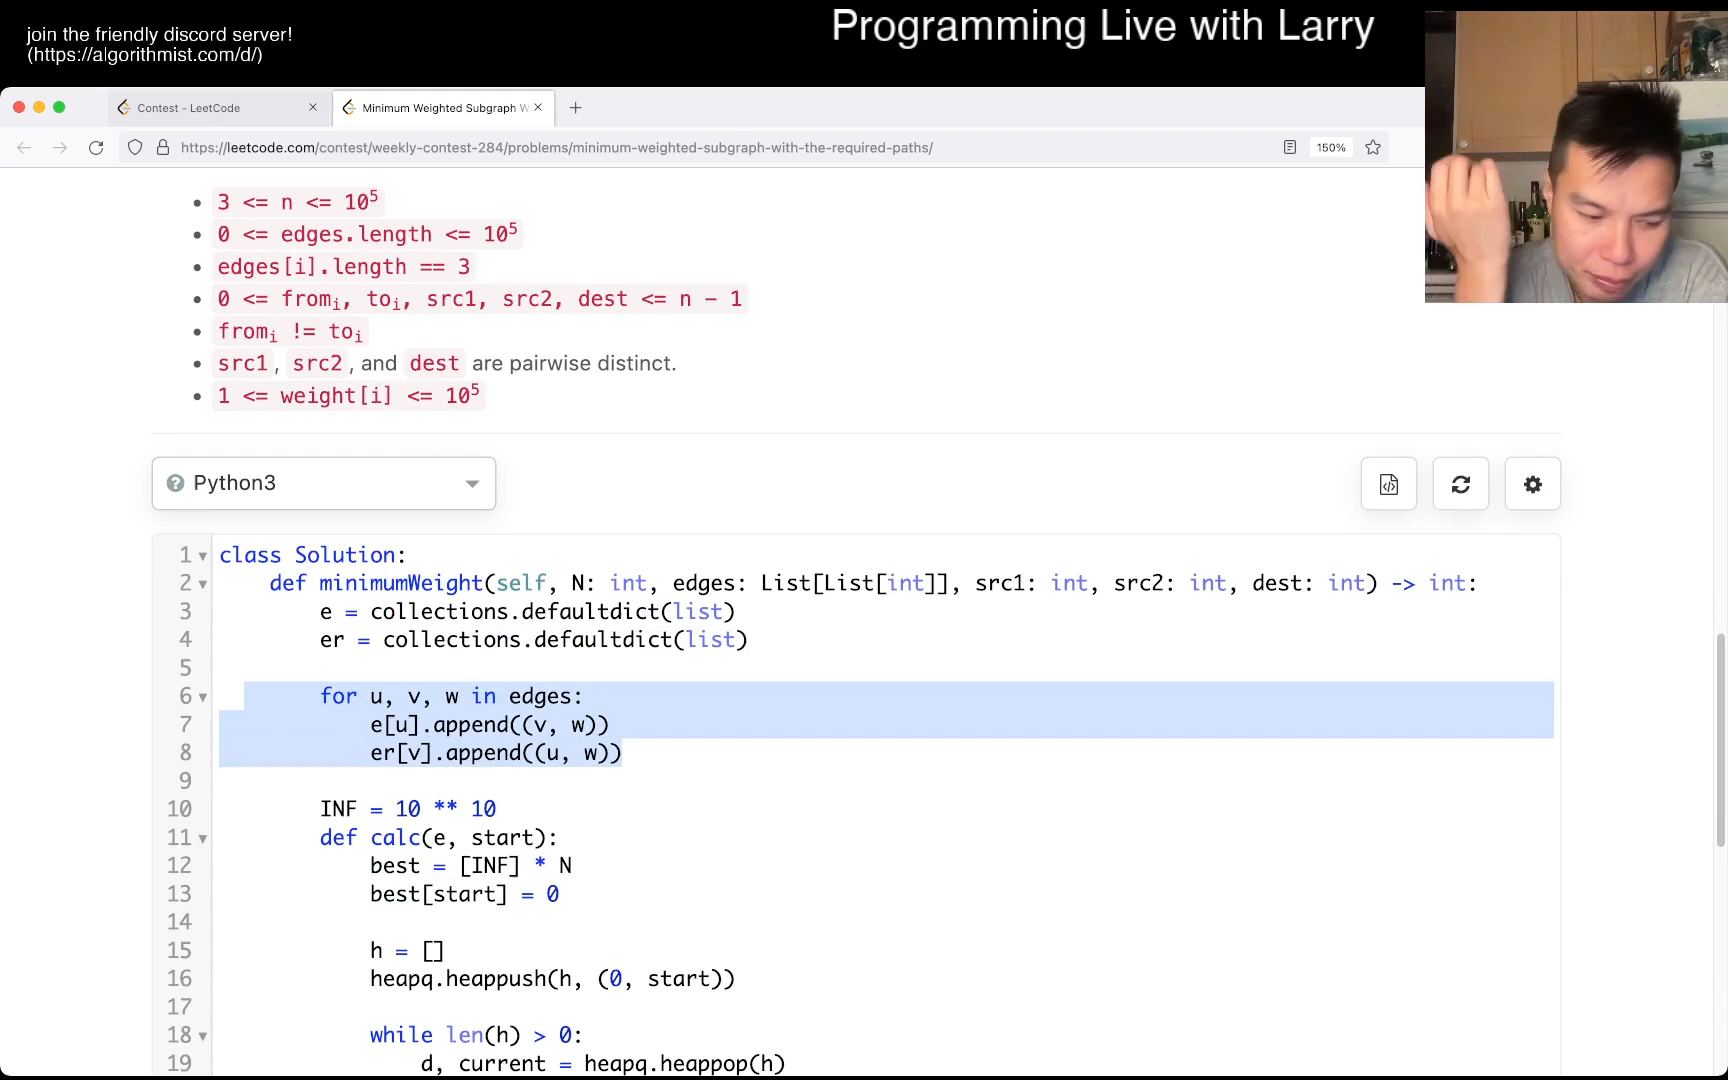 join the friendly discord server!
(https://algorithmist.com/d/)
Programming Live with Larry
Contest - LeetCode
Minimum Weighted Subgraph W
https://leetcode.com/contest/weekly-contest-284/problems/minimum-weighted-subgraph-with-the-required-paths/
150%
3 <= n <= 10^5
0 <= edges.length <= 10^5
edges[i].length == 3
0 <= from_i, to_i, src1, src2, dest <= n - 1
from_i != to_i
src1, src2, and dest are pairwise distinct.
1 <= weight[i] <= 10^5
Python3
1 class Solution:
2     def minimumWeight(self, N: int, edges: List[List[int]], src1: int, src2: int, dest: int) -> int:
3         e = collections.defaultdict(list)
4         er = collections.defaultdict(list)
5
6         for u, v, w in edges:
7             e[u].append((v, w))
8             er[v].append((u, w))
9
10         INF = 10 ** 10
11         def calc(e, start):
12             best = [INF] * N
13             best[start] = 0
14
15             h = []
16             heapq.heappush(h, (0, start))
17
18             while len(h) > 0:
19                 d, current = heapq.heappop(h)